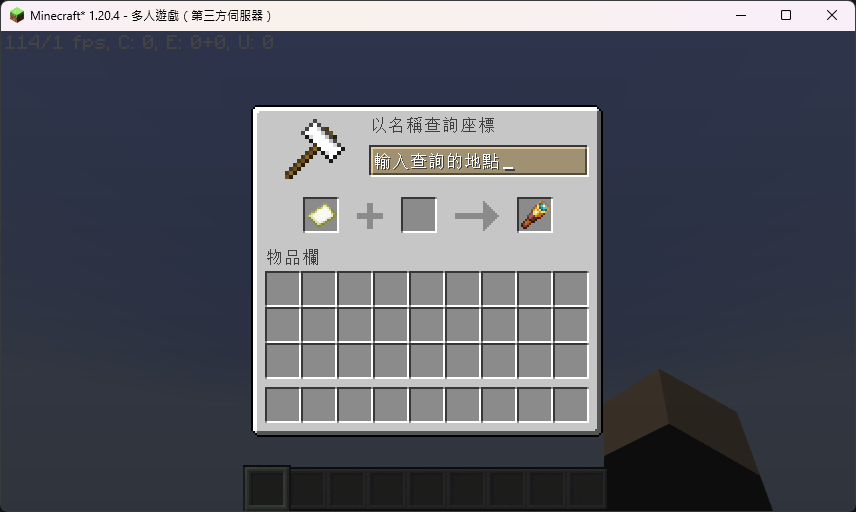 Minecraft* 1.20.4 - 多人遊戲（第三方伺服器）
114/1 fps, C: 0, E: 0+0, U: 0
以名稱查詢座標
輸入查詢的地點_
物品欄